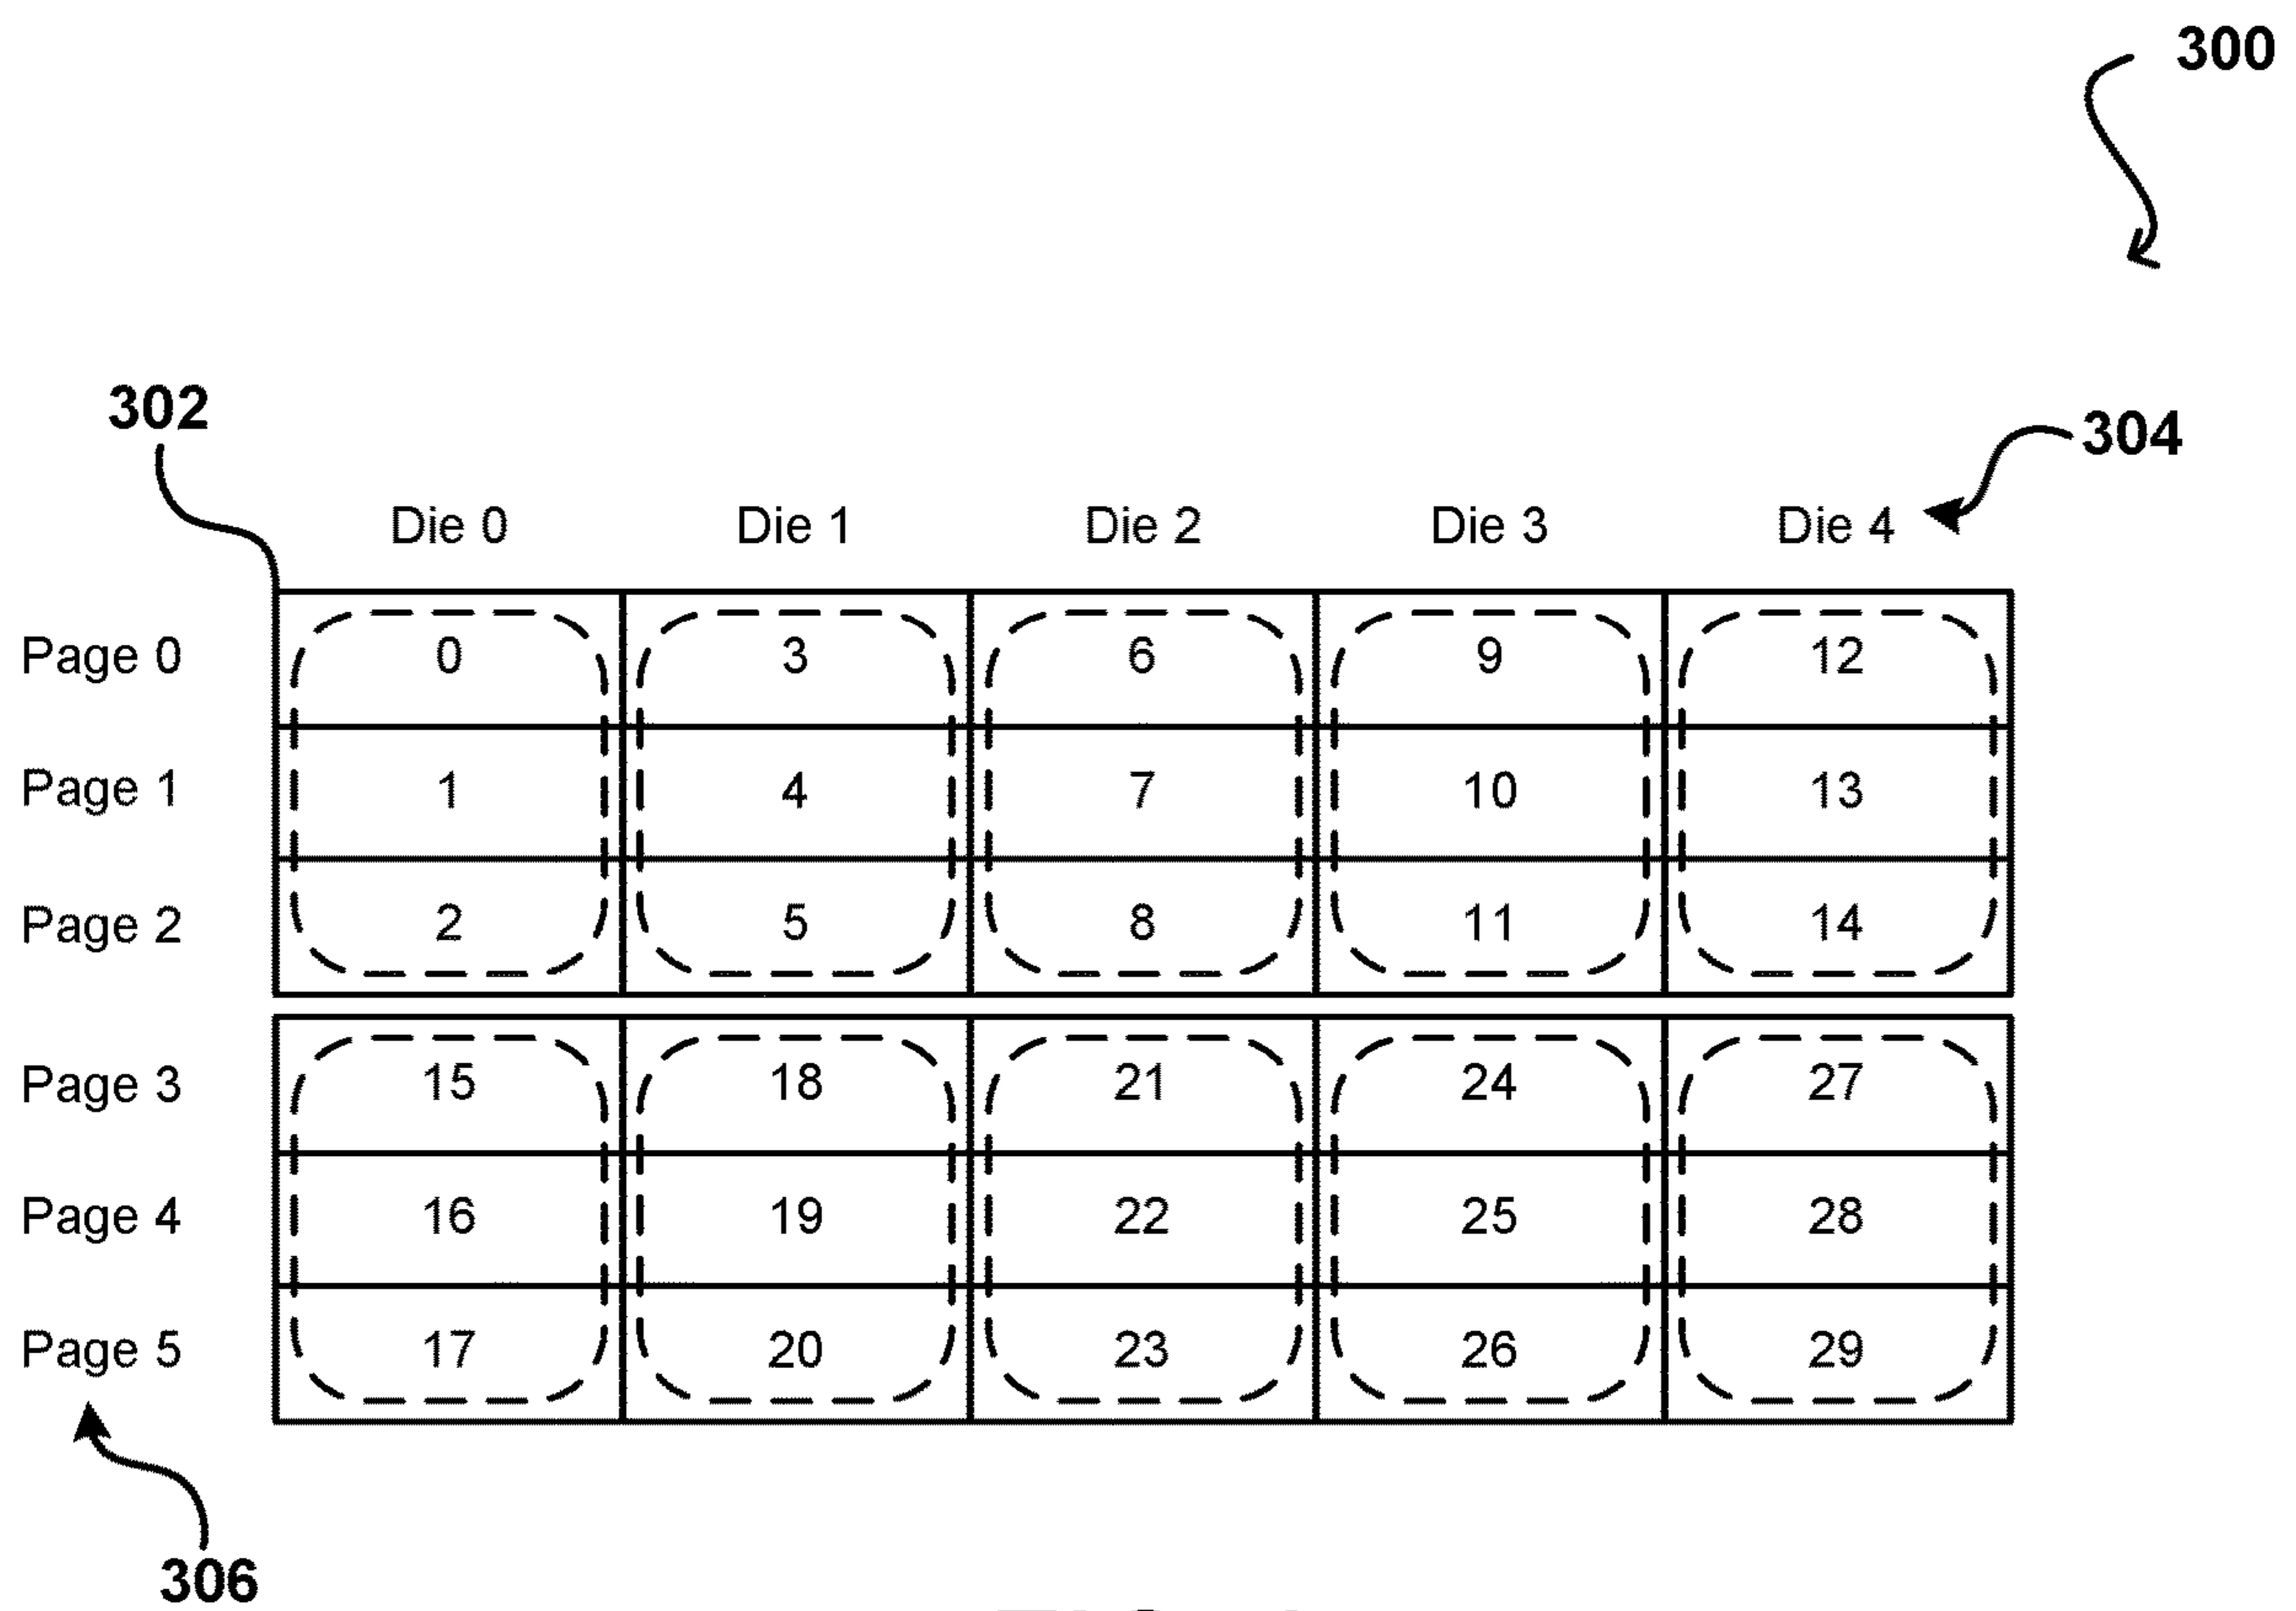 300
302
304
Die 0 Die 1 Die 2 Die 3 Die 4
Page 0 0 3 6 9 12
Page 1 1 4 7 10 13
Page 2 2 5 8 11 14
Page 3 15 18 21 24 27
Page 4 16 19 22 25 28
Page 5 17 20 23 26 29
306